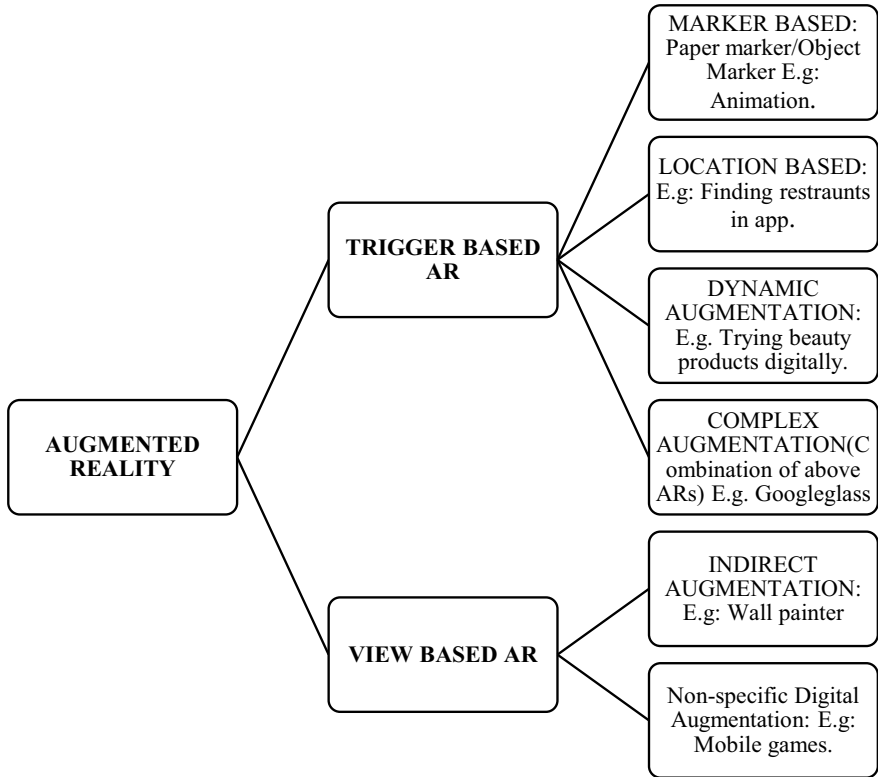 MARKER BASED:
Paper marker/Object
Marker E.g:
Animation.
LOCATION BASED:
E.g: Finding restraunts
in app.
TRIGGER BASED
AR
DYNAMIC
AUGMENTATION:
E.g. Trying beauty
products digitally.
AUGMENTED
REALITY
COMPLEX
AUGMENTATION(C
ombination of above
ARs) E.g. Googleglass
INDIRECT
AUGMENTATION:
E.g: Wall painter
VIEW BASED AR
Non-specific Digital
Augmentation: E.g:
Mobile games.